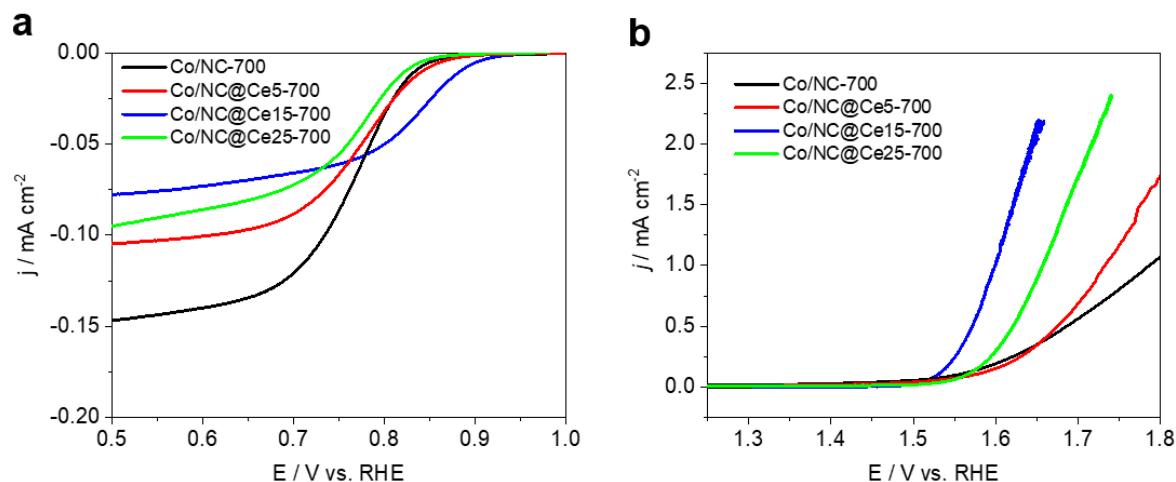 a
0.00
-0.05
-0.10
-0.15
-0.20
j / mA cm-2
Co/NC-700
Co/NC@Ce5-700
Co/NC@Ce15-700
Co/NC@Ce25-700
0.5 0.6 0.7 0.8 0.9 1.0
E / V vs. RHE
b
2.5
2.0
1.5
1.0
0.5
0.0
j / mA cm-2
Co/NC-700
Co/NC@Ce5-700
Co/NC@Ce15-700
Co/NC@Ce25-700
1.3 1.4 1.5 1.6 1.7 1.8
E / V vs. RHE